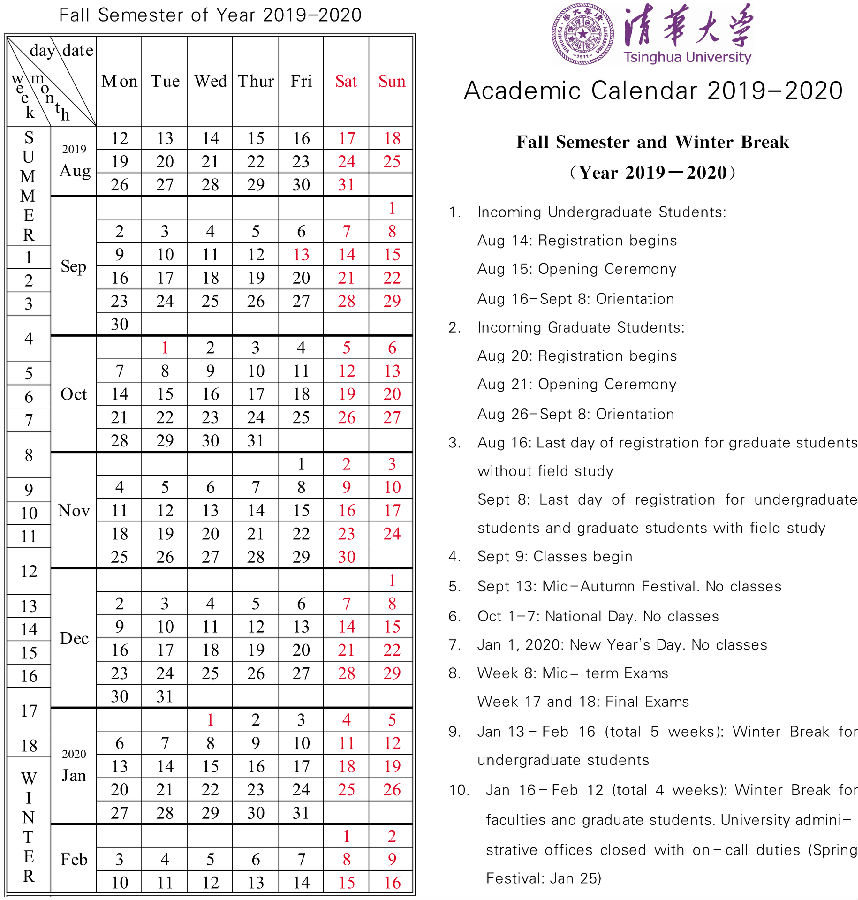 Fall Semester of Year 2019-2020
day date
week month Mon Tue Wed Thur Fri Sat Sun
SUMMER
2019 Aug
12 13 14 15 16 17 18
19 20 21 22 23 24 25
26 27 28 29 30 31
Sep
1
2 3 4 5 6 7 8
1 9 10 11 12 13 14 15
2 16 17 18 19 20 21 22
3 23 24 25 26 27 28 29
4 30
Oct
1 2 3 4 5 6
5 7 8 9 10 11 12 13
6 14 15 16 17 18 19 20
7 21 22 23 24 25 26 27
8 28 29 30 31
Nov
1 2 3
9 4 5 6 7 8 9 10
10 11 12 13 14 15 16 17
11 18 19 20 21 22 23 24
12 25 26 27 28 29 30
Dec
1
13 2 3 4 5 6 7 8
14 9 10 11 12 13 14 15
15 16 17 18 19 20 21 22
16 23 24 25 26 27 28 29
17 30 31
2020 Jan
1 2 3 4 5
18 6 7 8 9 10 11 12
WINTER
13 14 15 16 17 18 19
20 21 22 23 24 25 26
27 28 29 30 31
Feb
1 2
3 4 5 6 7 8 9
10 11 12 13 14 15 16
清華大学
Tsinghua University
Academic Calendar 2019-2020
Fall Semester and Winter Break
(Year 2019-2020)
1. Incoming Undergraduate Students:
Aug 14: Registration begins
Aug 15: Opening Ceremony
Aug 16-Sept 8: Orientation
2. Incoming Graduate Students:
Aug 20: Registration begins
Aug 21: Opening Ceremony
Aug 26-Sept 8: Orientation
3. Aug 16: Last day of registration for graduate students
without field study
Sept 8: Last day of registration for undergraduate
students and graduate students with field study
4. Sept 9: Classes begin
5. Sept 13: Mic-Autumn Festival. No classes
6. Oct 1-7: National Day. No classes
7. Jan 1, 2020: New Year's Day. No classes
8. Week 8: Mic- term Exams
Week 17 and 18: Final Exams
9. Jan 13-Feb 16 (total 5 weeks): Winter Break for
undergraduate students
10. Jan 16-Feb 12 (total 4 weeks): Winter Break for
faculties and graduate students. University admini-
strative offices closed with on-call duties (Spring
Festival: Jan 25)